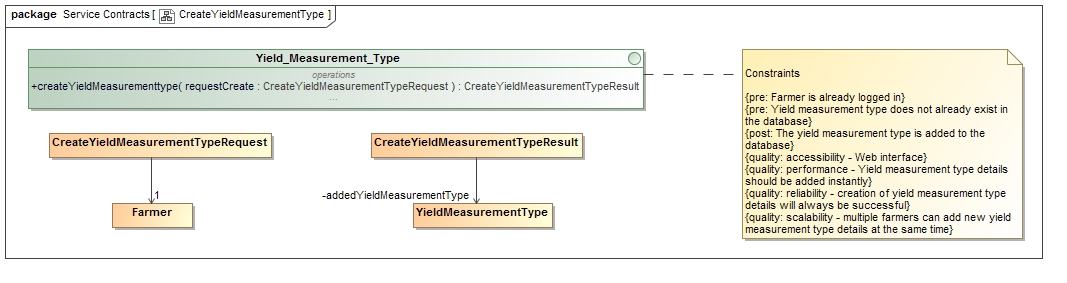 package Service Contracts [ CreateYieldMeasurementType ]
Yield_Measurement_Type
operations
+createYieldMeasurementtype( requestCreate : CreateYieldMeasurementTypeRequest ) : CreateYieldMeasurementTypeResult
...
CreateYieldMeasurementTypeRequest
CreateYieldMeasurementTypeResult
1
-addedYieldMeasurementType
Farmer
YieldMeasurementType
Constraints
{pre: Farmer is already logged in}
{pre: Yield measurement type does not already exist in
the database}
{post: The yield measurement type is added to the
database}
{quality: accessibility - Web interface}
{quality: performance - Yield measurement type details
should be added instantly}
{quality: reliability - creation of yield measurement type
details will always be successful}
{quality: scalability - multiple farmers can add new yield
measurement type details at the same time}